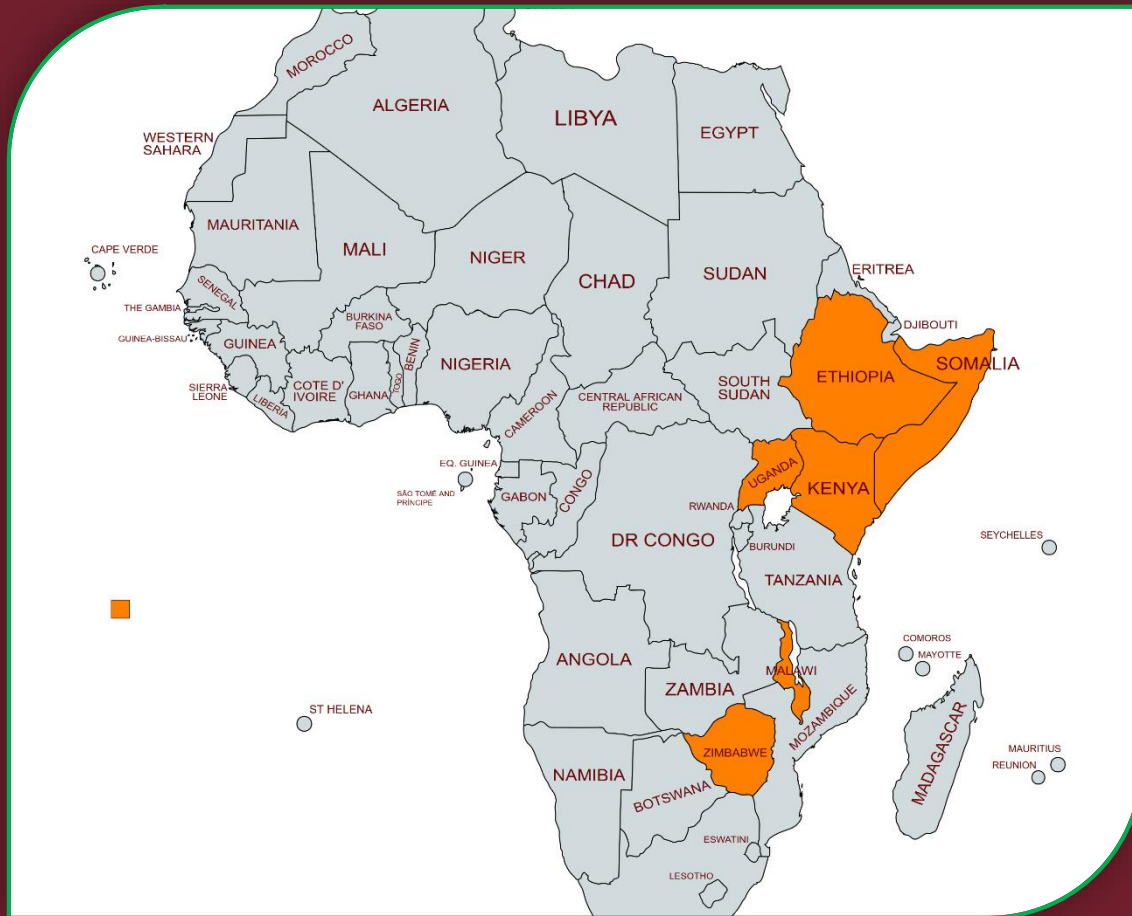 MOROCCO
ALGERIA
LIBYA
EGYPT
WESTERN
SAHARA
MAURITANIA
MALI
NIGER
CHAD
SUDAN
ERITREA
CAPE VERDE
SENEGAL
THE GAMBIA
GUINEA-BISSAU
GUINEA
BURKINA
FASO
BENIN
TOGO
NIGERIA
DJIBOUTI
SOMALIA
ETHIOPIA
SOUTH
SUDAN
SIERRA
LEONE
LIBERIA
COTE D'
IVOIRE
GHANA
CAMEROON
CENTRAL AFRICAN
REPUBLIC
EQ. GUINEA
SÃO TOMÉ AND
PRÍNCIPE
GABON
CONGO
UGANDA
KENYA
RWANDA
BURUNDI
DR CONGO
TANZANIA
SEYCHELLES
COMOROS
MAYOTTE
ANGOLA
ZAMBIA
MALAWI
MOZAMBIQUE
ST HELENA
ZIMBABWE
NAMIBIA
BOTSWANA
MADAGASCAR
MAURITIUS
REUNION
ESWATINI
LESOTHO